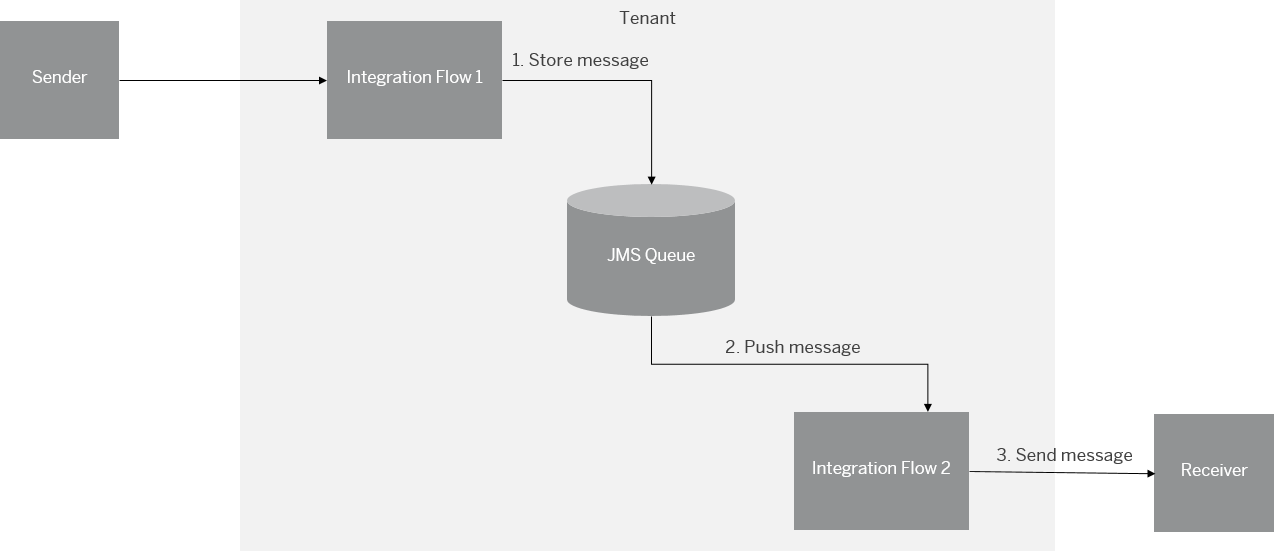 Tenant
Sender
Integration Flow 1
1. Store message
JMS Queue
2. Push message
Integration Flow 2
3. Send message
Receiver